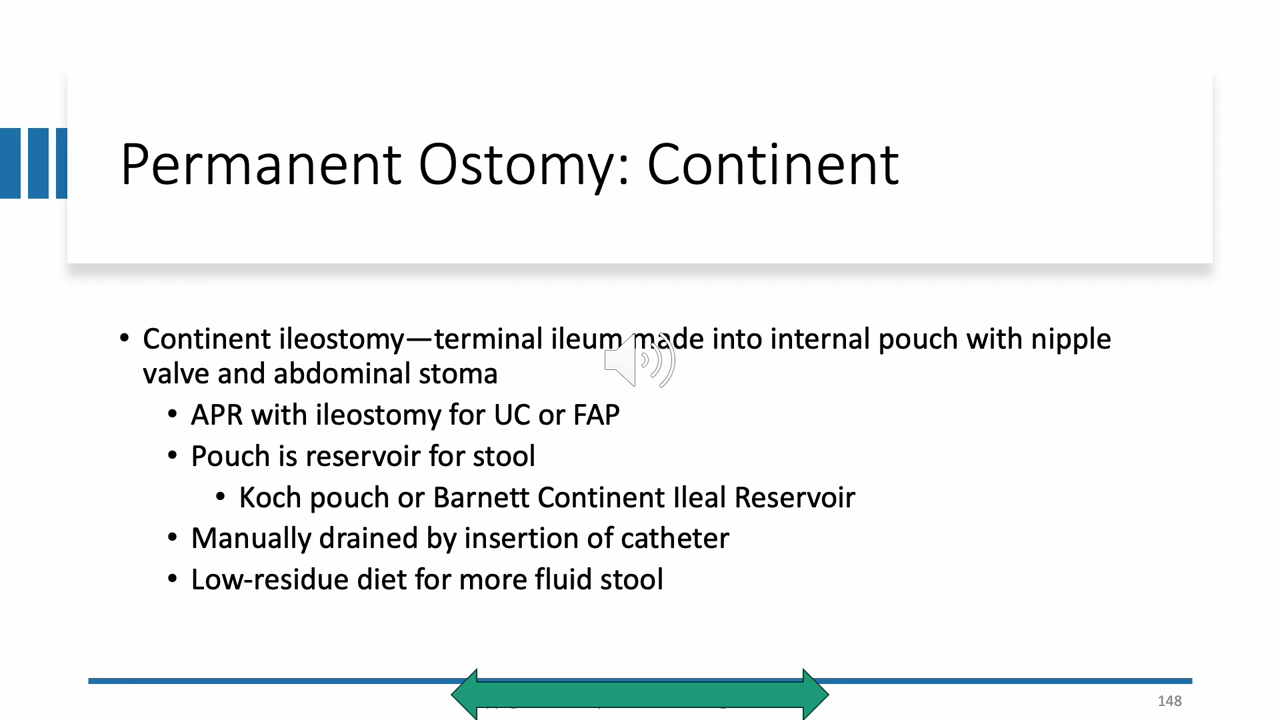 Permanent Ostomy: Continent
• Continent ileostomy—terminal ileum made into internal pouch with nipple
valve and abdominal stoma
• APR with ileostomy for UC or FAP
• Pouch is reservoir for stool
• Koch pouch or Barnett Continent Ileal Reservoir
• Manually drained by insertion of catheter
• Low-residue diet for more fluid stool
148